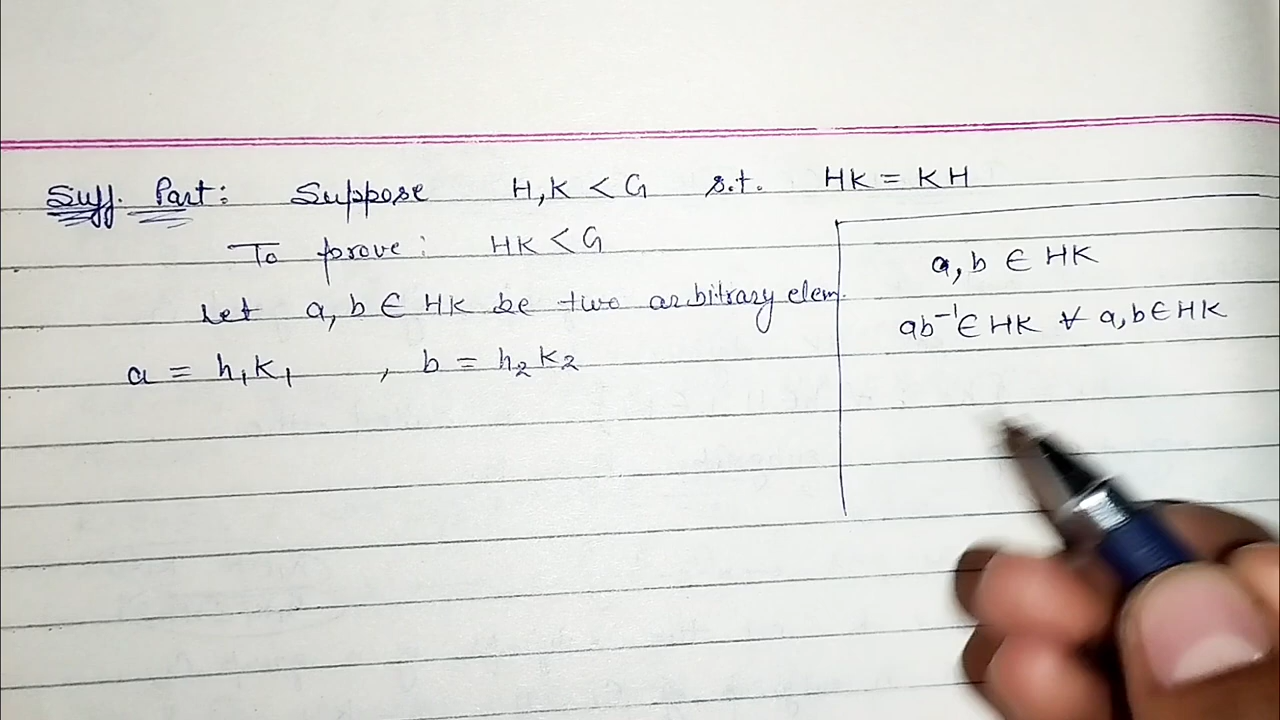 Suff. Part: Suppose H, K < G s.t. HK = KH
To prove: HK < G
Let a, b ∈ HK be two arbitrary elem.
a = h₁k₁ , b = h₂k₂
a, b ∈ HK
ab⁻¹ ∈ HK ∀ a, b ∈ HK